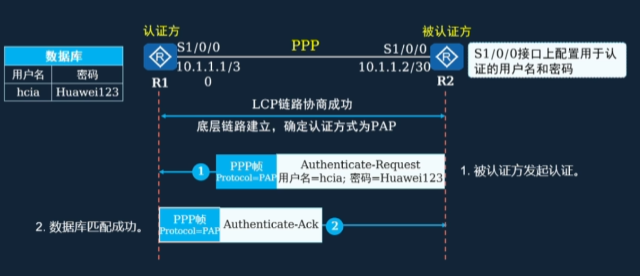 认证方
被认证方
数据库
用户名 密码
hcia Huawei123
S1/0/0
PPP
S1/0/0
10.1.1.1/3
0
10.1.1.2/30
R1
R2
S1/0/0接口上配置用于认
证的用户名和密码
LCP链路协商成功
底层链路建立，确定认证方式为PAP
1
PPP帧
Protocol=PAP
Authenticate-Request
用户名=hcia; 密码=Huawei123
1. 被认证方发起认证。
2. 数据库匹配成功。
PPP帧
Protocol=PAP
Authenticate-Ack
2